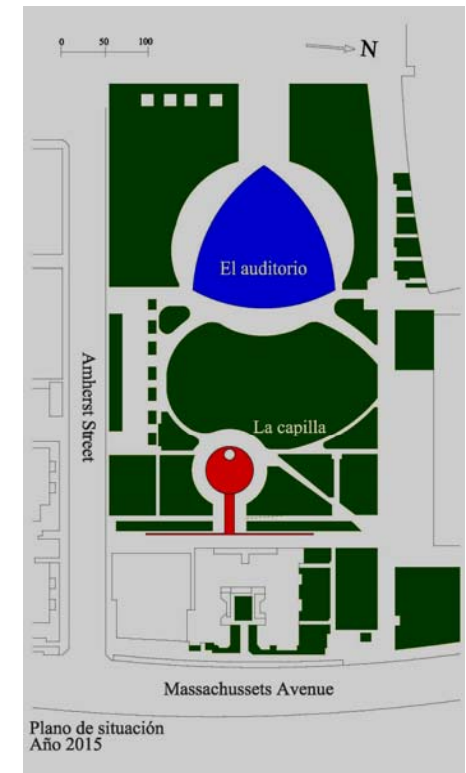 0 50 100
N
El auditorio
La capilla
Amherst Street
Massachussets Avenue
Plano de situación
Año 2015